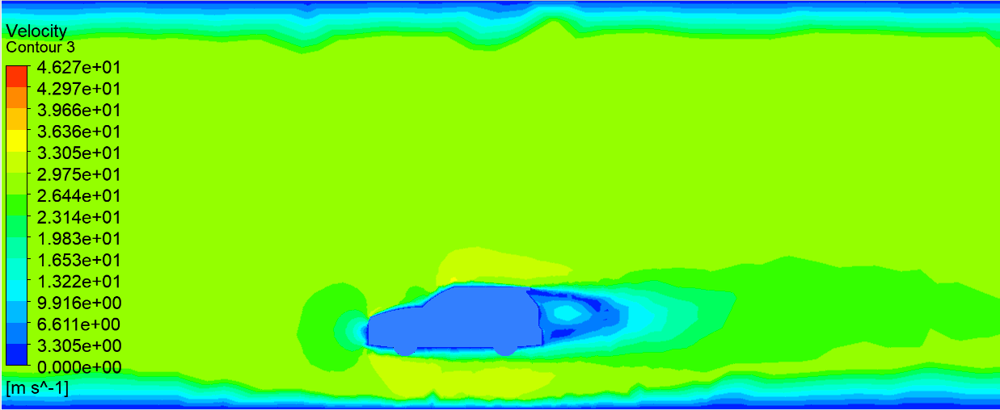 Velocity
Contour 3
4.627e+01
4.297e+01
3.966e+01
3.636e+01
3.305e+01
2.975e+01
2.644e+01
2.314e+01
1.983e+01
1.653e+01
1.322e+01
9.916e+00
6.611e+00
3.305e+00
0.000e+00
[m s^-1]